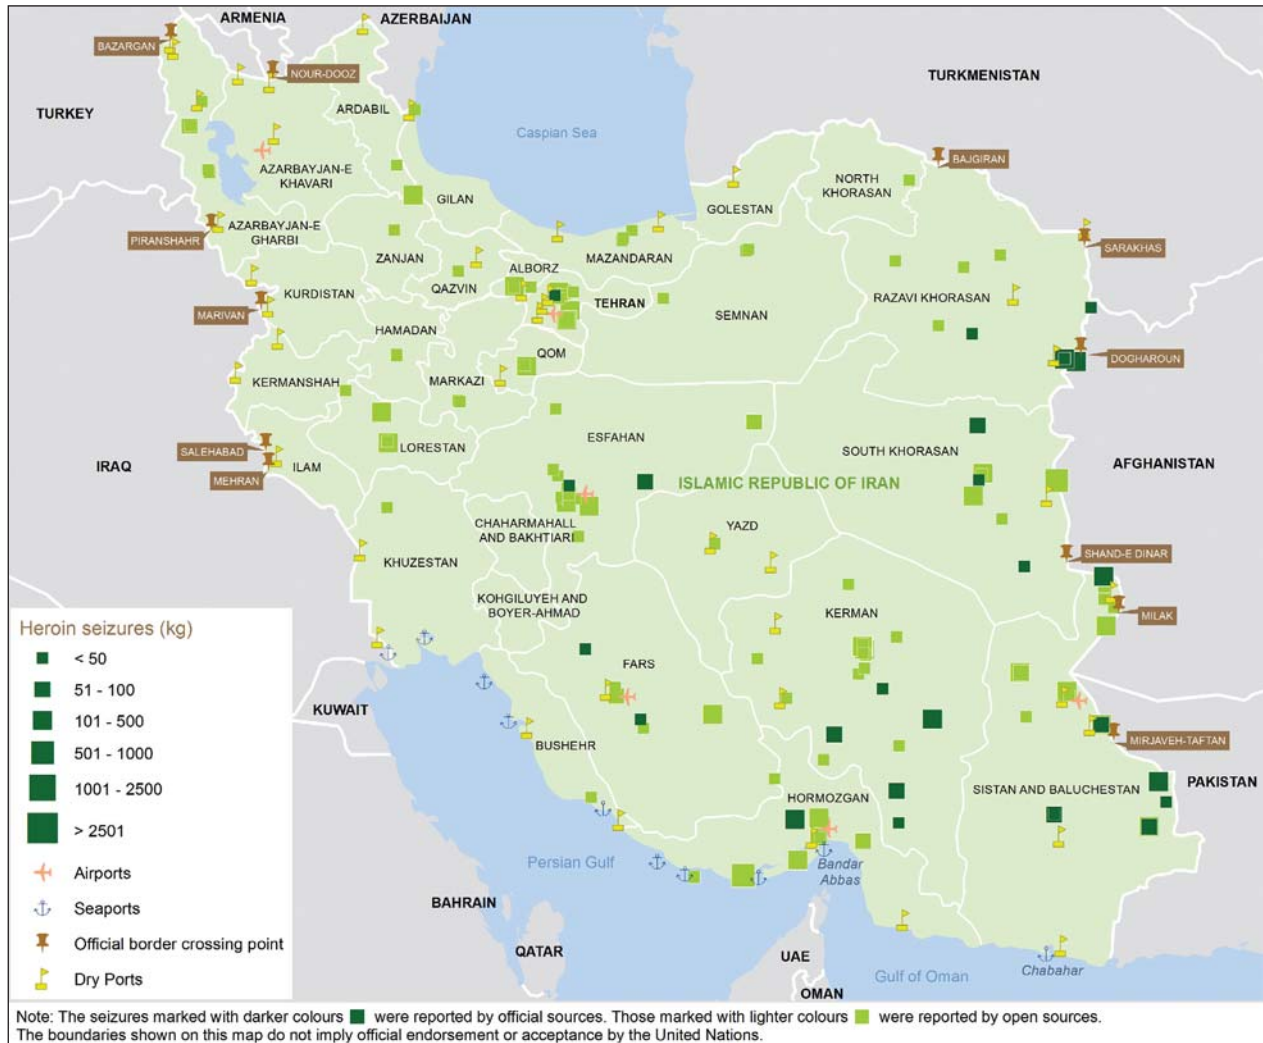 ARMENIA
AZERBAIJAN
BAZARGAN
NOUR-DOOZ
TURKMENISTAN
TURKEY
ARDABIL
Caspian Sea
BAJGIRAN
AZARBAYJAN-E
KHAVARI
NORTH
KHORASAN
GILAN
GOLESTAN
PIRANSHAHR
AZARBAYJAN-E
GHARBI
SARAKHAS
ZANJAN
MAZANDARAN
ALBORZ
QAZVIN
KURDISTAN
TEHRAN
RAZAVI KHORASAN
MARIVAN
SEMNAN
HAMADAN
QOM
DOGHAROUN
KERMANSHAH
MARKAZI
ESFAHAN
LORESTAN
SALEHABAD
SOUTH KHORASAN
IRAQ
ILAM
AFGHANISTAN
MEHRAN
ISLAMIC REPUBLIC OF IRAN
CHAHARMAHALL
AND BAKHTIARI
YAZD
KHUZESTAN
SHAND-E DINAR
KOHGILUYEH AND
BOYER-AHMAD
KERMAN
MILAK
Heroin seizures (kg)
< 50
51 - 100
101 - 500
501 - 1000
1001 - 2500
> 2501
Airports
Seaports
Official border crossing point
Dry Ports
FARS
KUWAIT
BUSHEHR
MIRJAVEH-TAFTAN
PAKISTAN
HORMOZGAN
SISTAN AND BALUCHESTAN
Persian Gulf
Bandar
Abbas
BAHRAIN
QATAR
UAE
Gulf of Oman
Chabahar
OMAN
Note: The seizures marked with darker colours were reported by official sources. Those marked with lighter colours were reported by open sources.
The boundaries shown on this map do not imply official endorsement or acceptance by the United Nations.